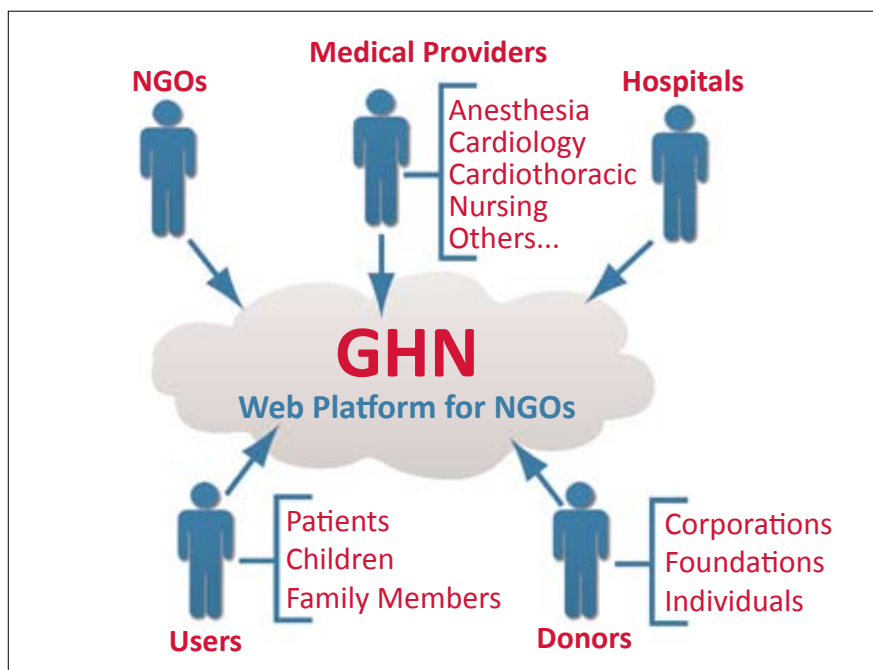 Medical Providers
NGOs
Hospitals
Anesthesia
Cardiology
Cardiothoracic
Nursing
Others...
GHN
Web Platform for NGOs
Patients
Children
Family Members
Users
Corporations
Foundations
Individuals
Donors